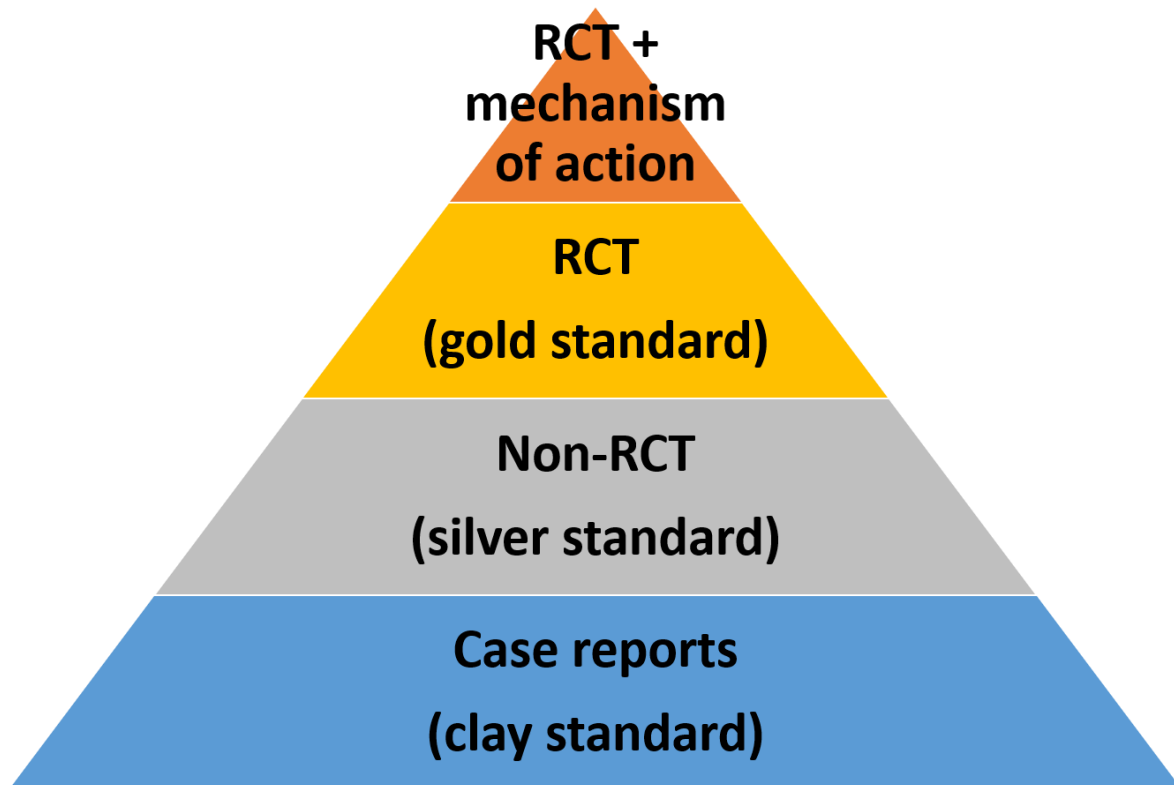 RCT +
mechanism
of action
RCT
(gold standard)
Non-RCT
(silver standard)
Case reports
(clay standard)